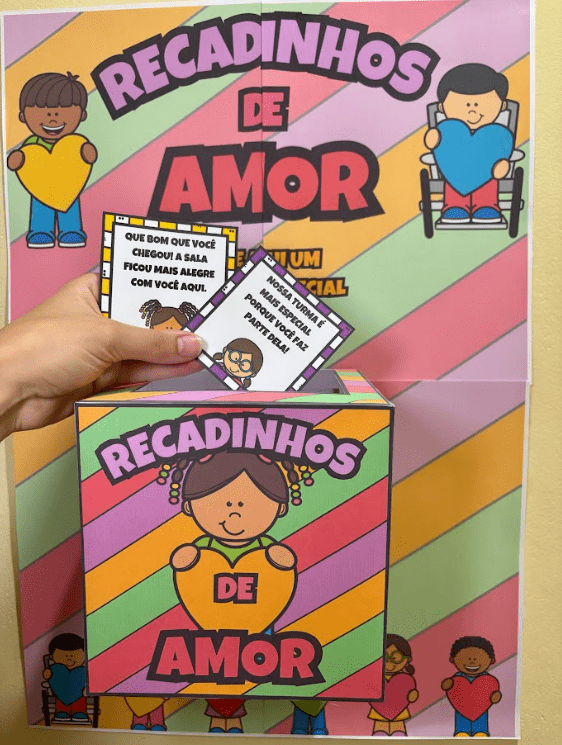 RECADINHOS
DE
AMOR
UM
QUE BOM QUE VOCÊ
CHEGOU! A SALA
FICOU MAIS ALEGRE
COM VOCÊ AQUI.
NOSSA TURMA É
MAIS ESPECIAL
PORQUE VOCÊ FAZ
PARTE DELA!
RECADINHOS
DE
AMOR